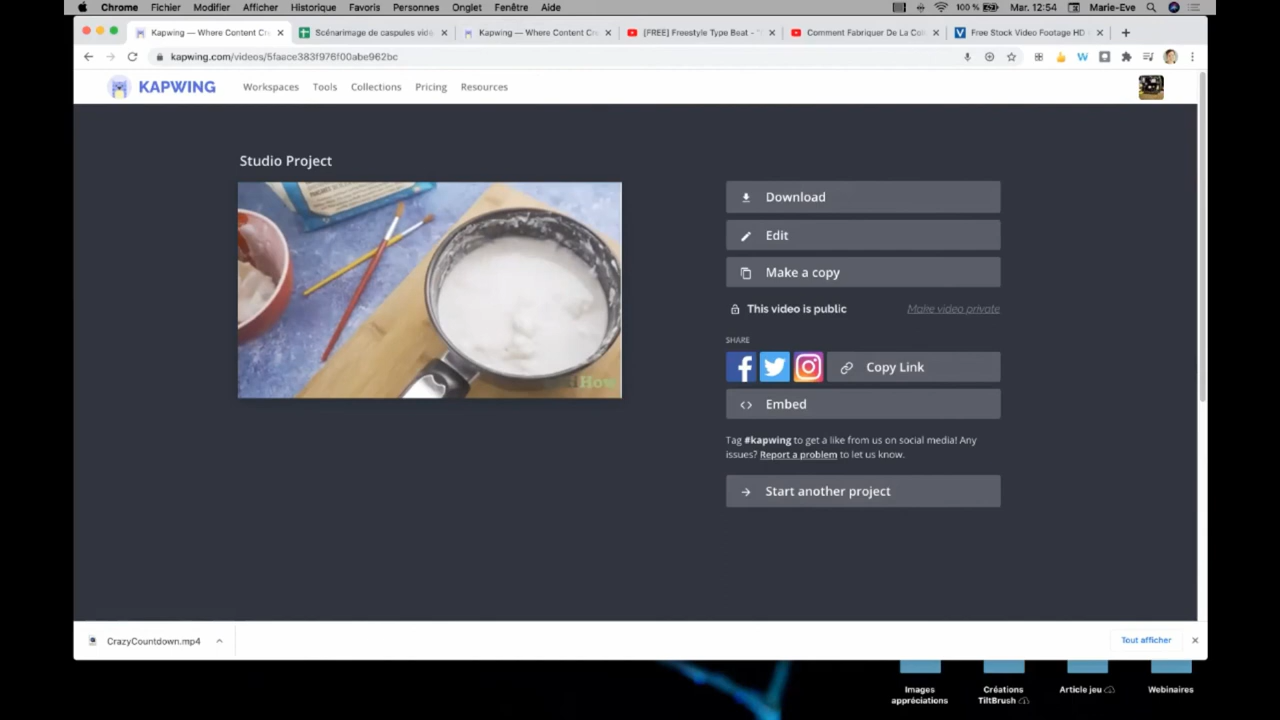 Chrome Fichier Modifier Afficher Historique Favoris Personnes Onglet Fenêtre Aide 100 % Mar. 12:54 Marie-Eve
Kapwing — Where Content Cr Scénarimage de caspules vidé Kapwing — Where Content Cr [FREE] Freestyle Type Beat - Comment Fabriquer De La Co Free Stock Video Footage HD
kapwing.com/videos/5faace383f976f00abe962bc
KAPWING Workspaces Tools Collections Pricing Resources
Studio Project
Download
Edit
Make a copy
This video is public Make video private
SHARE
Copy Link
Embed
Tag #kapwing to get a like from us on social media! Any
issues? Report a problem to let us know.
Start another project
CrazyCountdown.mp4 Tout afficher
Images
appréciations
Créations
TiltBrush
Article jeu
Webinaires